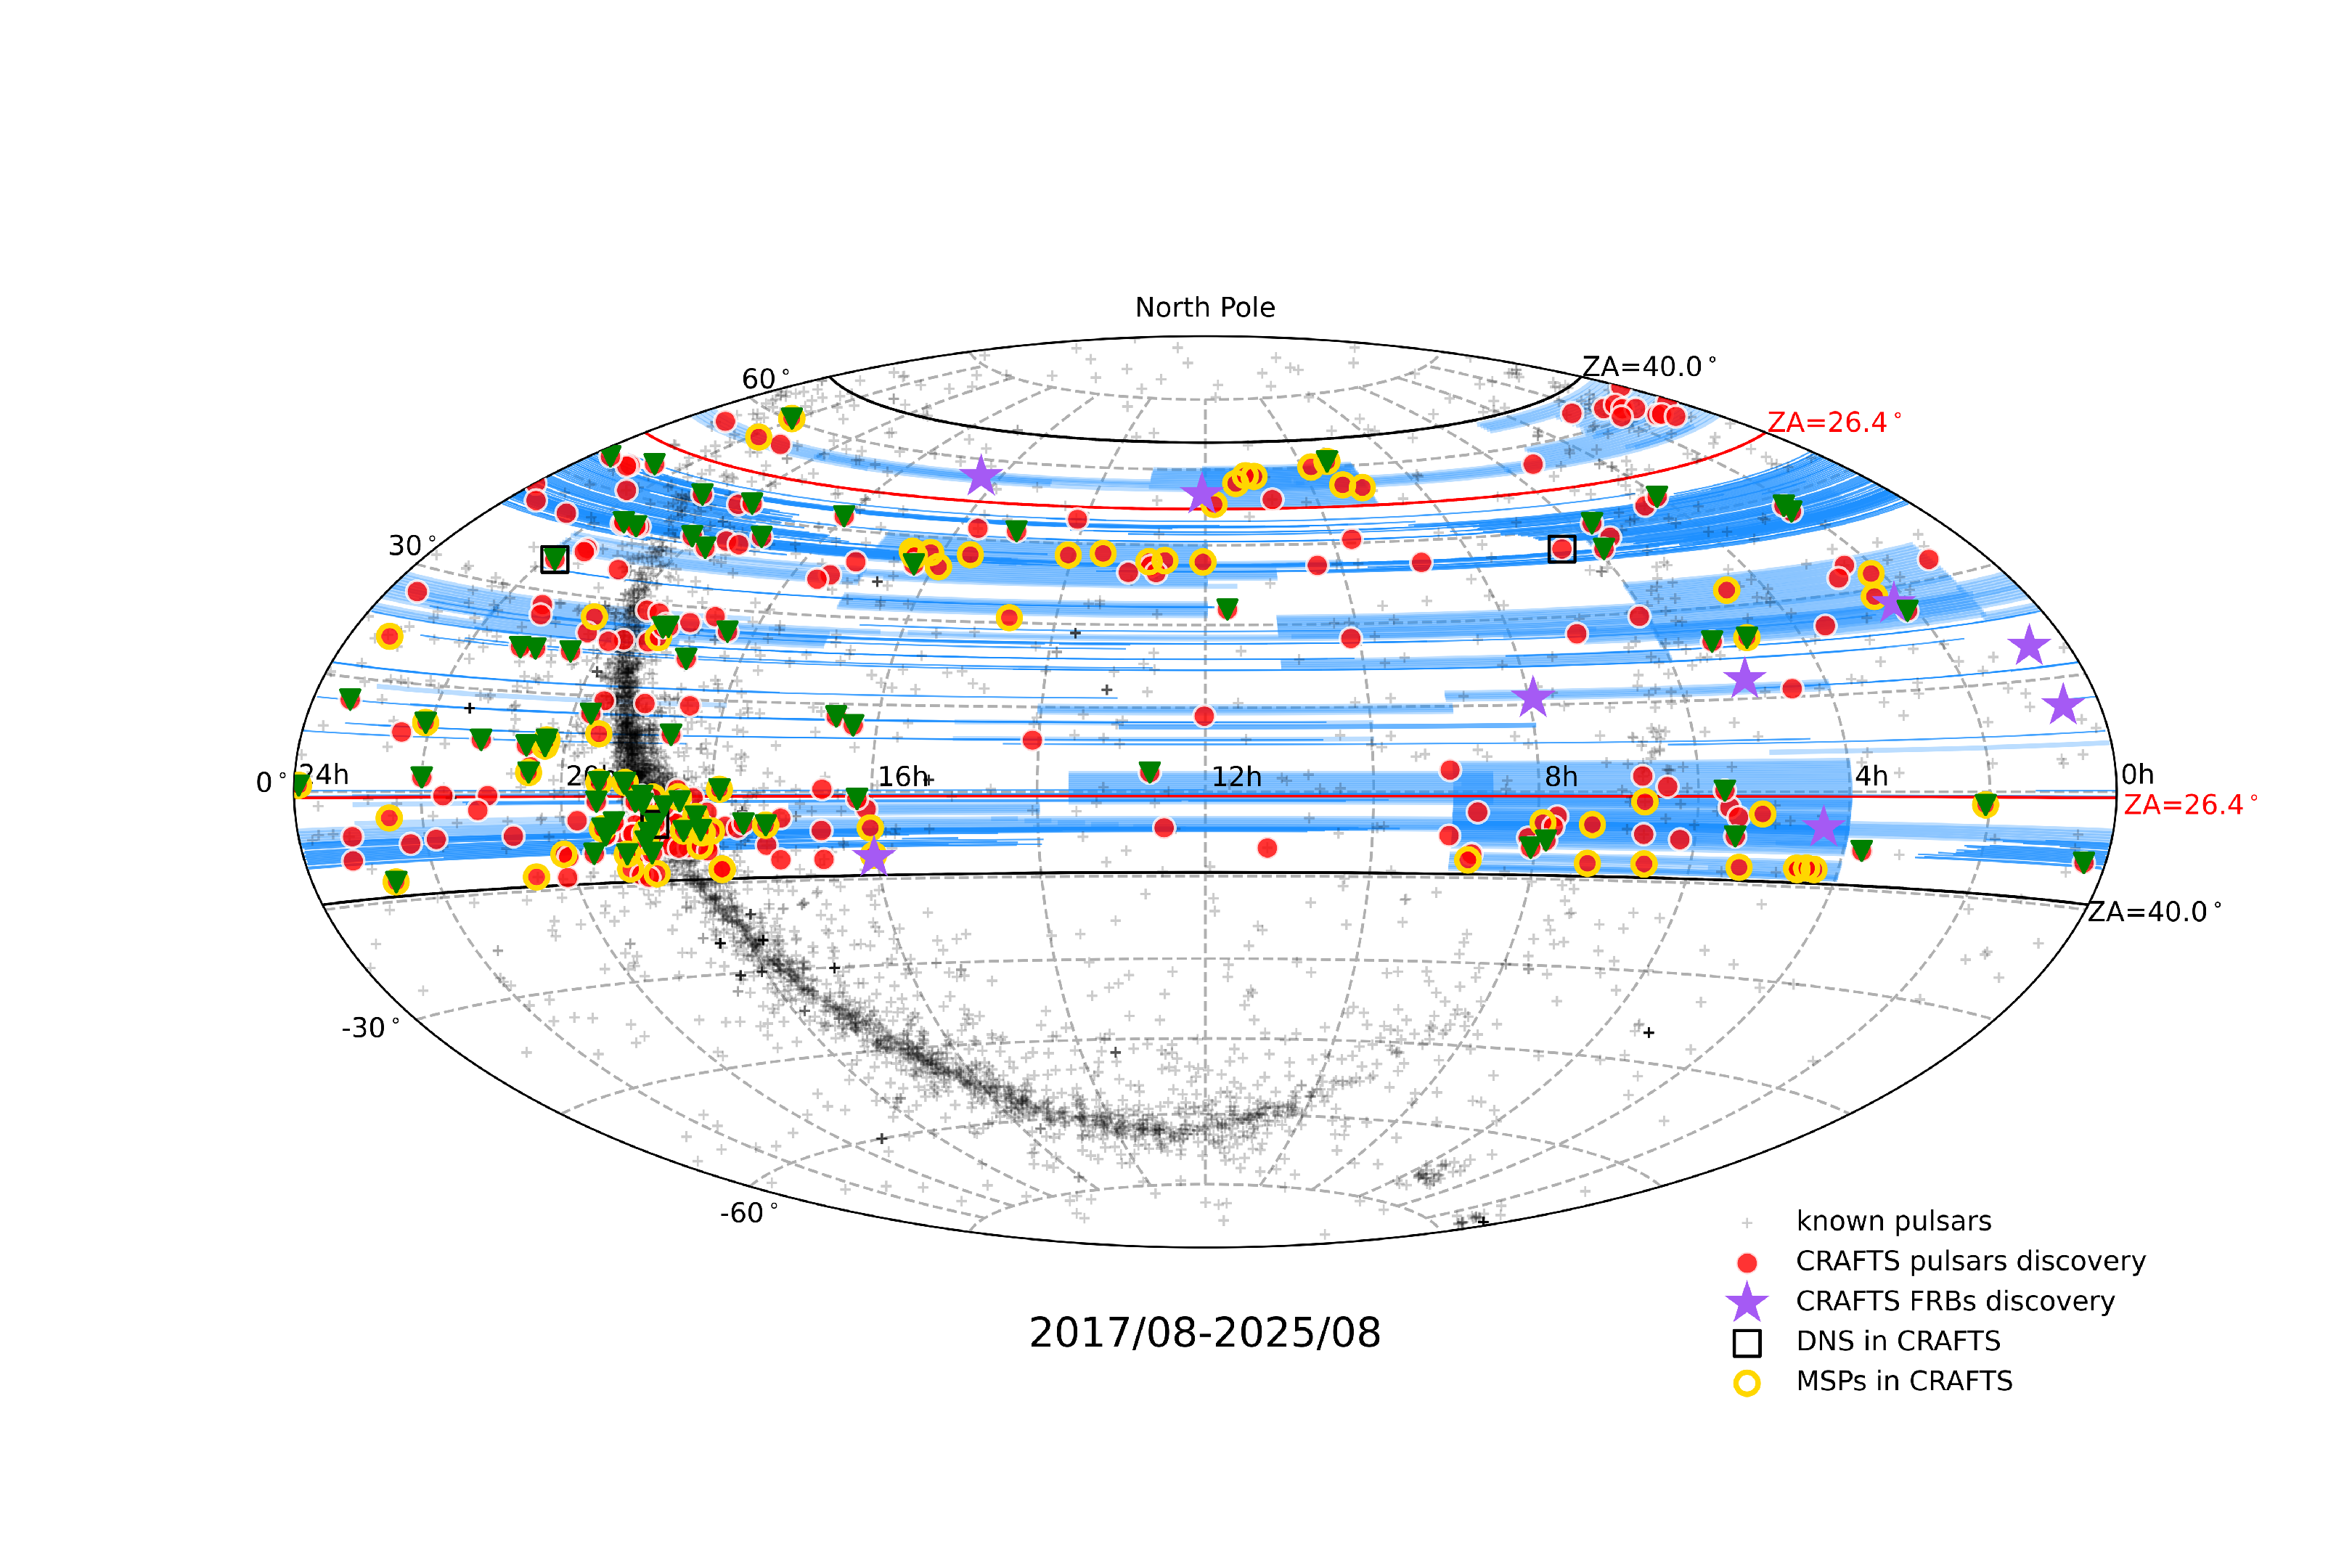 North Pole
ZA=40.0°
60°
ZA=26.4°
30°
0°
24h
20h
16h
12h
8h
4h
0h
ZA=26.4°
ZA=40.0°
-30°
-60°
known pulsars
CRAFTS pulsars discovery
CRAFTS FRBs discovery
DNS in CRAFTS
MSPs in CRAFTS
2017/08-2025/08